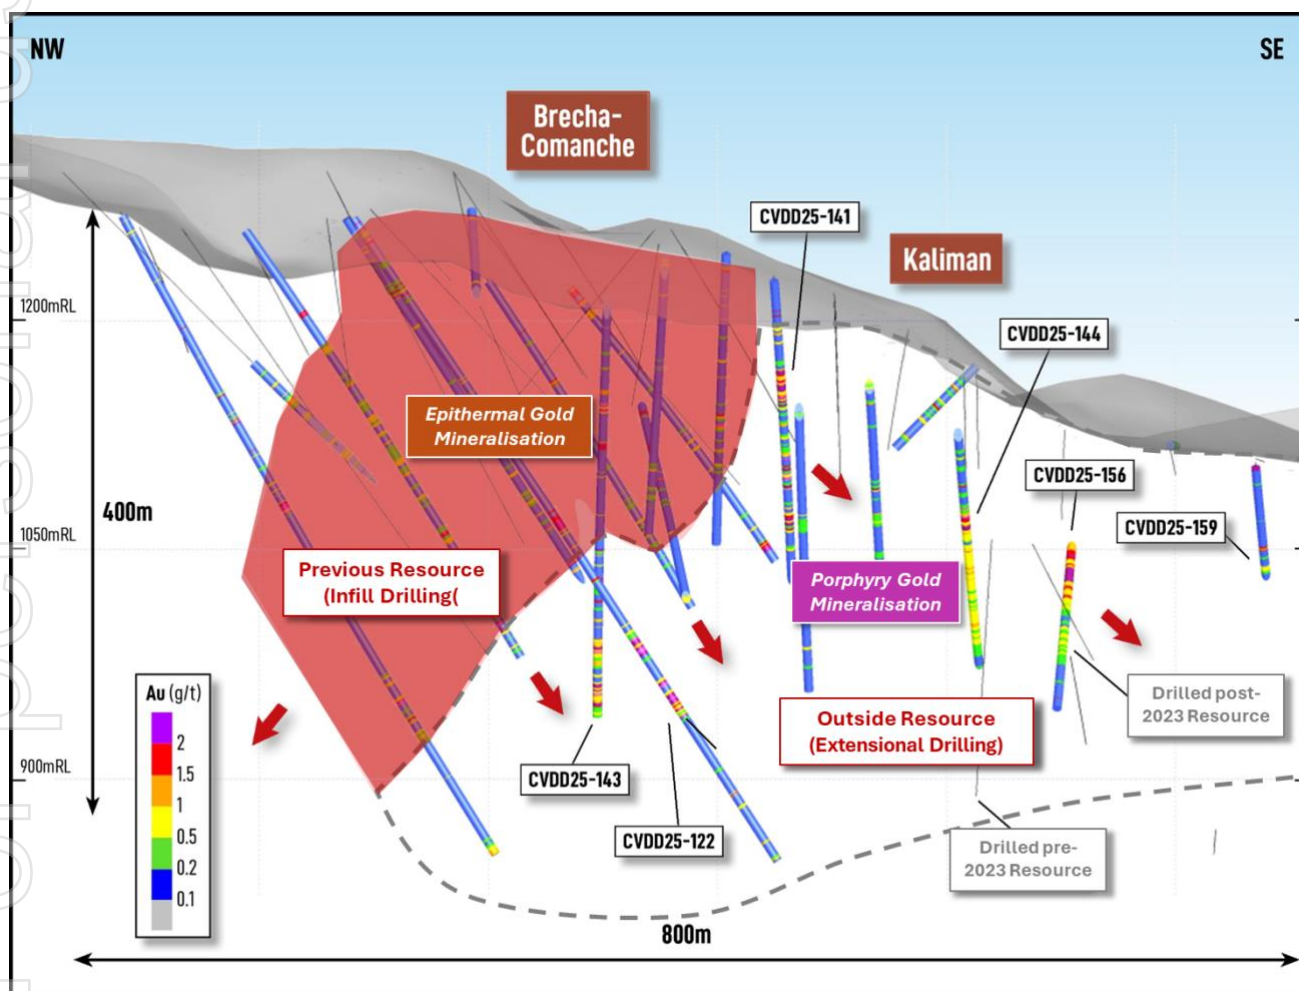 NW
SE
Brecha-
Comanche
CVDD25-141
Kaliman
1200mRL
CVDD25-144
Epithermal Gold
Mineralisation
CVDD25-156
400m
CVDD25-159
1050mRL
Previous Resource
(Infill Drilling(
Porphyry Gold
Mineralisation
Au (g/t)
2
1.5
1
0.5
0.2
0.1
Outside Resource
(Extensional Drilling)
Drilled post-
2023 Resource
900mRL
CVDD25-143
CVDD25-122
Drilled pre-
2023 Resource
800m